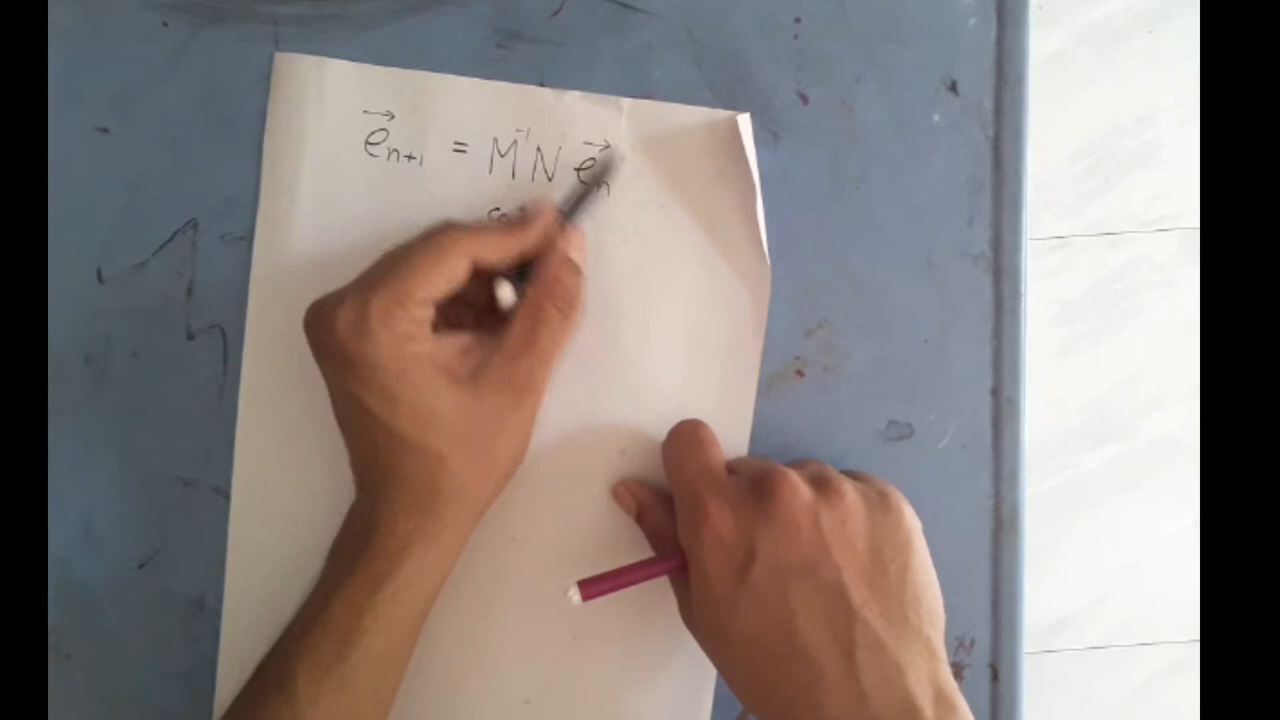 e⃗ₙ₊₁ = M⁻¹N e⃗ₙ